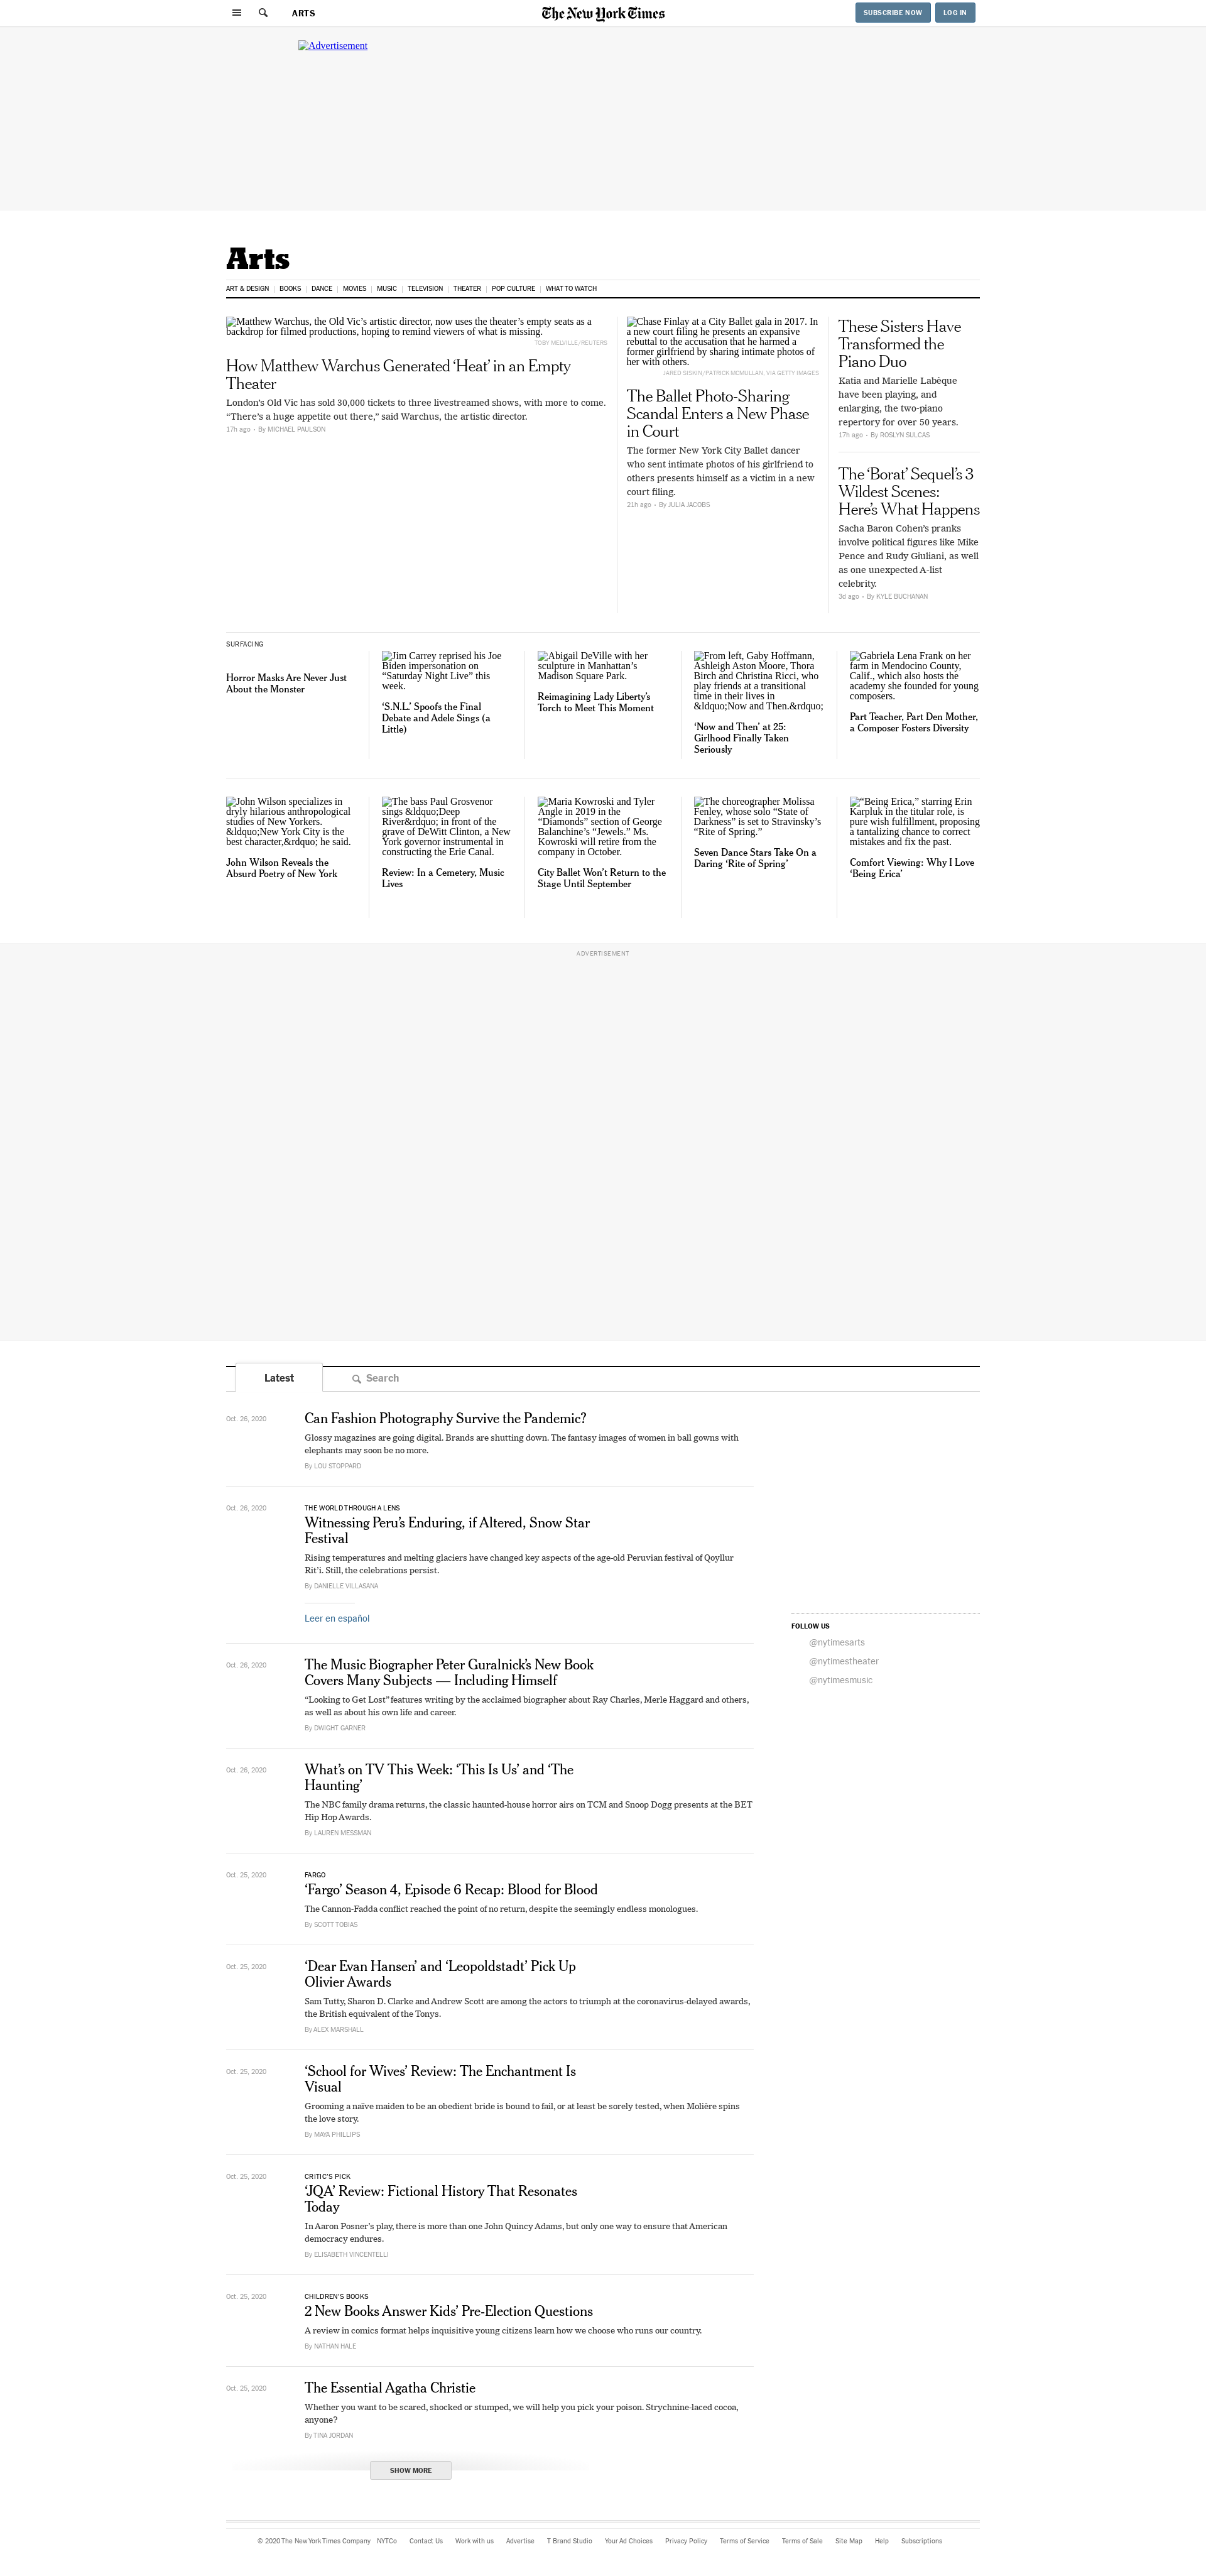 ARTS
The New York Times
SUBSCRIBE NOW
LOG IN
Advertisement
Arts
ART & DESIGN
BOOKS
DANCE
MOVIES
MUSIC
TELEVISION
THEATER
POP CULTURE
WHAT TO WATCH
Matthew Warchus, the Old Vic’s artistic director, now uses the theater’s empty seats as a
backdrop for filmed productions, hoping to remind viewers of what is missing.
TOBY MELVILLE/REUTERS
How Matthew Warchus Generated ‘Heat’ in an Empty
Theater
London’s Old Vic has sold 30,000 tickets to three livestreamed shows, with more to come.
“There’s a huge appetite out there,” said Warchus, the artistic director.
17h ago • By MICHAEL PAULSON
Chase Finlay at a City Ballet gala in 2017. In
a new court filing he presents an expansive
rebuttal to the accusation that he harmed a
former girlfriend by sharing intimate photos of
her with others.
JARED SISKIN/PATRICK MCMULLAN, VIA GETTY IMAGES
The Ballet Photo-Sharing
Scandal Enters a New Phase
in Court
The former New York City Ballet dancer
who sent intimate photos of his girlfriend to
others presents himself as a victim in a new
court filing.
21h ago • By JULIA JACOBS
These Sisters Have
Transformed the
Piano Duo
Katia and Marielle Labèque
have been playing, and
enlarging, the two-piano
repertory for over 50 years.
17h ago • By ROSLYN SULCAS
The ‘Borat’ Sequel’s 3
Wildest Scenes:
Here’s What Happens
Sacha Baron Cohen’s pranks
involve political figures like Mike
Pence and Rudy Giuliani, as well
as one unexpected A-list
celebrity.
3d ago • By KYLE BUCHANAN
SURFACING
Horror Masks Are Never Just
About the Monster
Jim Carrey reprised his Joe
Biden impersonation on
“Saturday Night Live” this
week.
‘S.N.L.’ Spoofs the Final
Debate and Adele Sings (a
Little)
Abigail DeVille with her
sculpture in Manhattan’s
Madison Square Park.
Reimagining Lady Liberty’s
Torch to Meet This Moment
From left, Gaby Hoffmann,
Ashleigh Aston Moore, Thora
Birch and Christina Ricci, who
play friends at a transitional
time in their lives in
&ldquo;Now and Then.&rdquo;
‘Now and Then’ at 25:
Girlhood Finally Taken
Seriously
Gabriela Lena Frank on her
farm in Mendocino County,
Calif., which also hosts the
academy she founded for young
composers.
Part Teacher, Part Den Mother,
a Composer Fosters Diversity
John Wilson specializes in
dryly hilarious anthropological
studies of New Yorkers.
&ldquo;New York City is the
best character,&rdquo; he said.
John Wilson Reveals the
Absurd Poetry of New York
The bass Paul Grosvenor
sings &ldquo;Deep
River&rdquo; in front of the
grave of DeWitt Clinton, a New
York governor instrumental in
constructing the Erie Canal.
Review: In a Cemetery, Music
Lives
Maria Kowroski and Tyler
Angle in 2019 in the
“Diamonds” section of George
Balanchine’s “Jewels.” Ms.
Kowroski will retire from the
company in October.
City Ballet Won’t Return to the
Stage Until September
The choreographer Molissa
Fenley, whose solo “State of
Darkness” is set to Stravinsky’s
“Rite of Spring.”
Seven Dance Stars Take On a
Daring ‘Rite of Spring’
“Being Erica,” starring Erin
Karpluk in the titular role, is
pure wish fulfillment, proposing
a tantalizing chance to correct
mistakes and fix the past.
Comfort Viewing: Why I Love
‘Being Erica’
ADVERTISEMENT
Latest
Search
Oct. 26, 2020
Can Fashion Photography Survive the Pandemic?
Glossy magazines are going digital. Brands are shutting down. The fantasy images of women in ball gowns with
elephants may soon be no more.
By LOU STOPPARD
Oct. 26, 2020
THE WORLD THROUGH A LENS
Witnessing Peru’s Enduring, if Altered, Snow Star
Festival
Rising temperatures and melting glaciers have changed key aspects of the age-old Peruvian festival of Qoyllur
Rit’i. Still, the celebrations persist.
By DANIELLE VILLASANA
Leer en español
FOLLOW US
@nytimesarts
@nytimestheater
@nytimesmusic
Oct. 26, 2020
The Music Biographer Peter Guralnick’s New Book
Covers Many Subjects — Including Himself
“Looking to Get Lost” features writing by the acclaimed biographer about Ray Charles, Merle Haggard and others,
as well as about his own life and career.
By DWIGHT GARNER
Oct. 26, 2020
What’s on TV This Week: ‘This Is Us’ and ‘The
Haunting’
The NBC family drama returns, the classic haunted-house horror airs on TCM and Snoop Dogg presents at the BET
Hip Hop Awards.
By LAUREN MESSMAN
Oct. 25, 2020
FARGO
‘Fargo’ Season 4, Episode 6 Recap: Blood for Blood
The Cannon-Fadda conflict reached the point of no return, despite the seemingly endless monologues.
By SCOTT TOBIAS
Oct. 25, 2020
‘Dear Evan Hansen’ and ‘Leopoldstadt’ Pick Up
Olivier Awards
Sam Tutty, Sharon D. Clarke and Andrew Scott are among the actors to triumph at the coronavirus-delayed awards,
the British equivalent of the Tonys.
By ALEX MARSHALL
Oct. 25, 2020
‘School for Wives’ Review: The Enchantment Is
Visual
Grooming a naïve maiden to be an obedient bride is bound to fail, or at least be sorely tested, when Molière spins
the love story.
By MAYA PHILLIPS
Oct. 25, 2020
CRITIC’S PICK
‘JQA’ Review: Fictional History That Resonates
Today
In Aaron Posner’s play, there is more than one John Quincy Adams, but only one way to ensure that American
democracy endures.
By ELISABETH VINCENTELLI
Oct. 25, 2020
CHILDREN’S BOOKS
2 New Books Answer Kids’ Pre-Election Questions
A review in comics format helps inquisitive young citizens learn how we choose who runs our country.
By NATHAN HALE
Oct. 25, 2020
The Essential Agatha Christie
Whether you want to be scared, shocked or stumped, we will help you pick your poison. Strychnine-laced cocoa,
anyone?
By TINA JORDAN
SHOW MORE
© 2020 The New York Times Company NYTCo Contact Us Work with us Advertise T Brand Studio Your Ad Choices Privacy Policy Terms of Service Terms of Sale Site Map Help Subscriptions